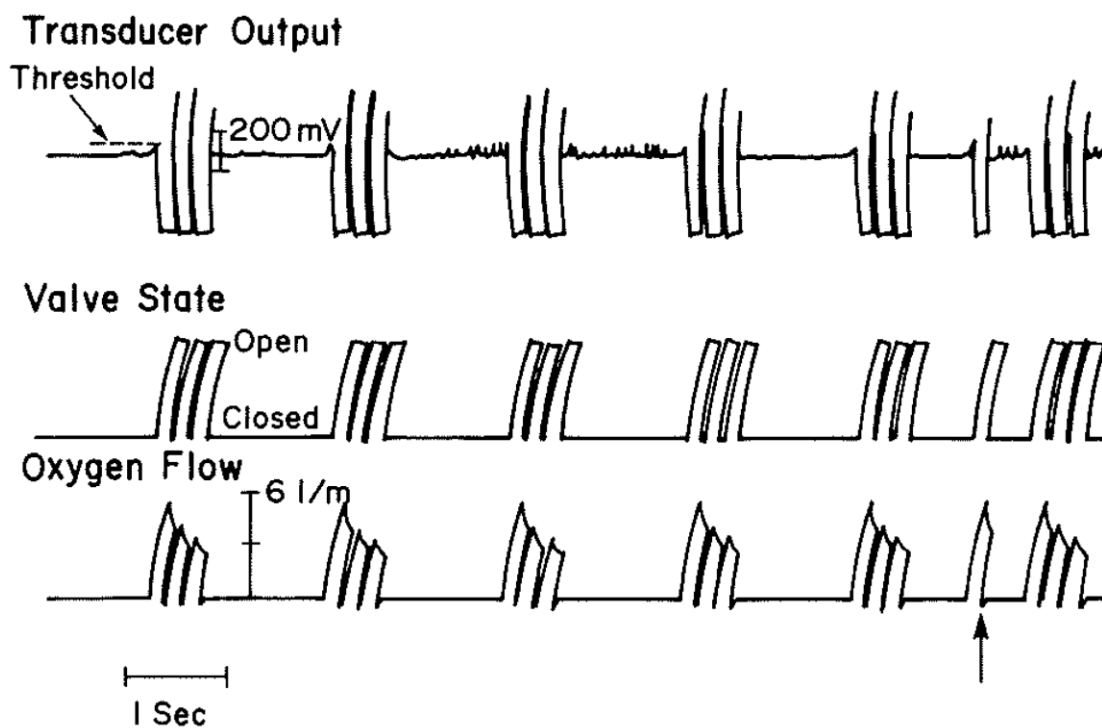 Transducer Output
Threshold
200 mV
Valve State
Open
Closed
Oxygen Flow
6 l/m
1 Sec